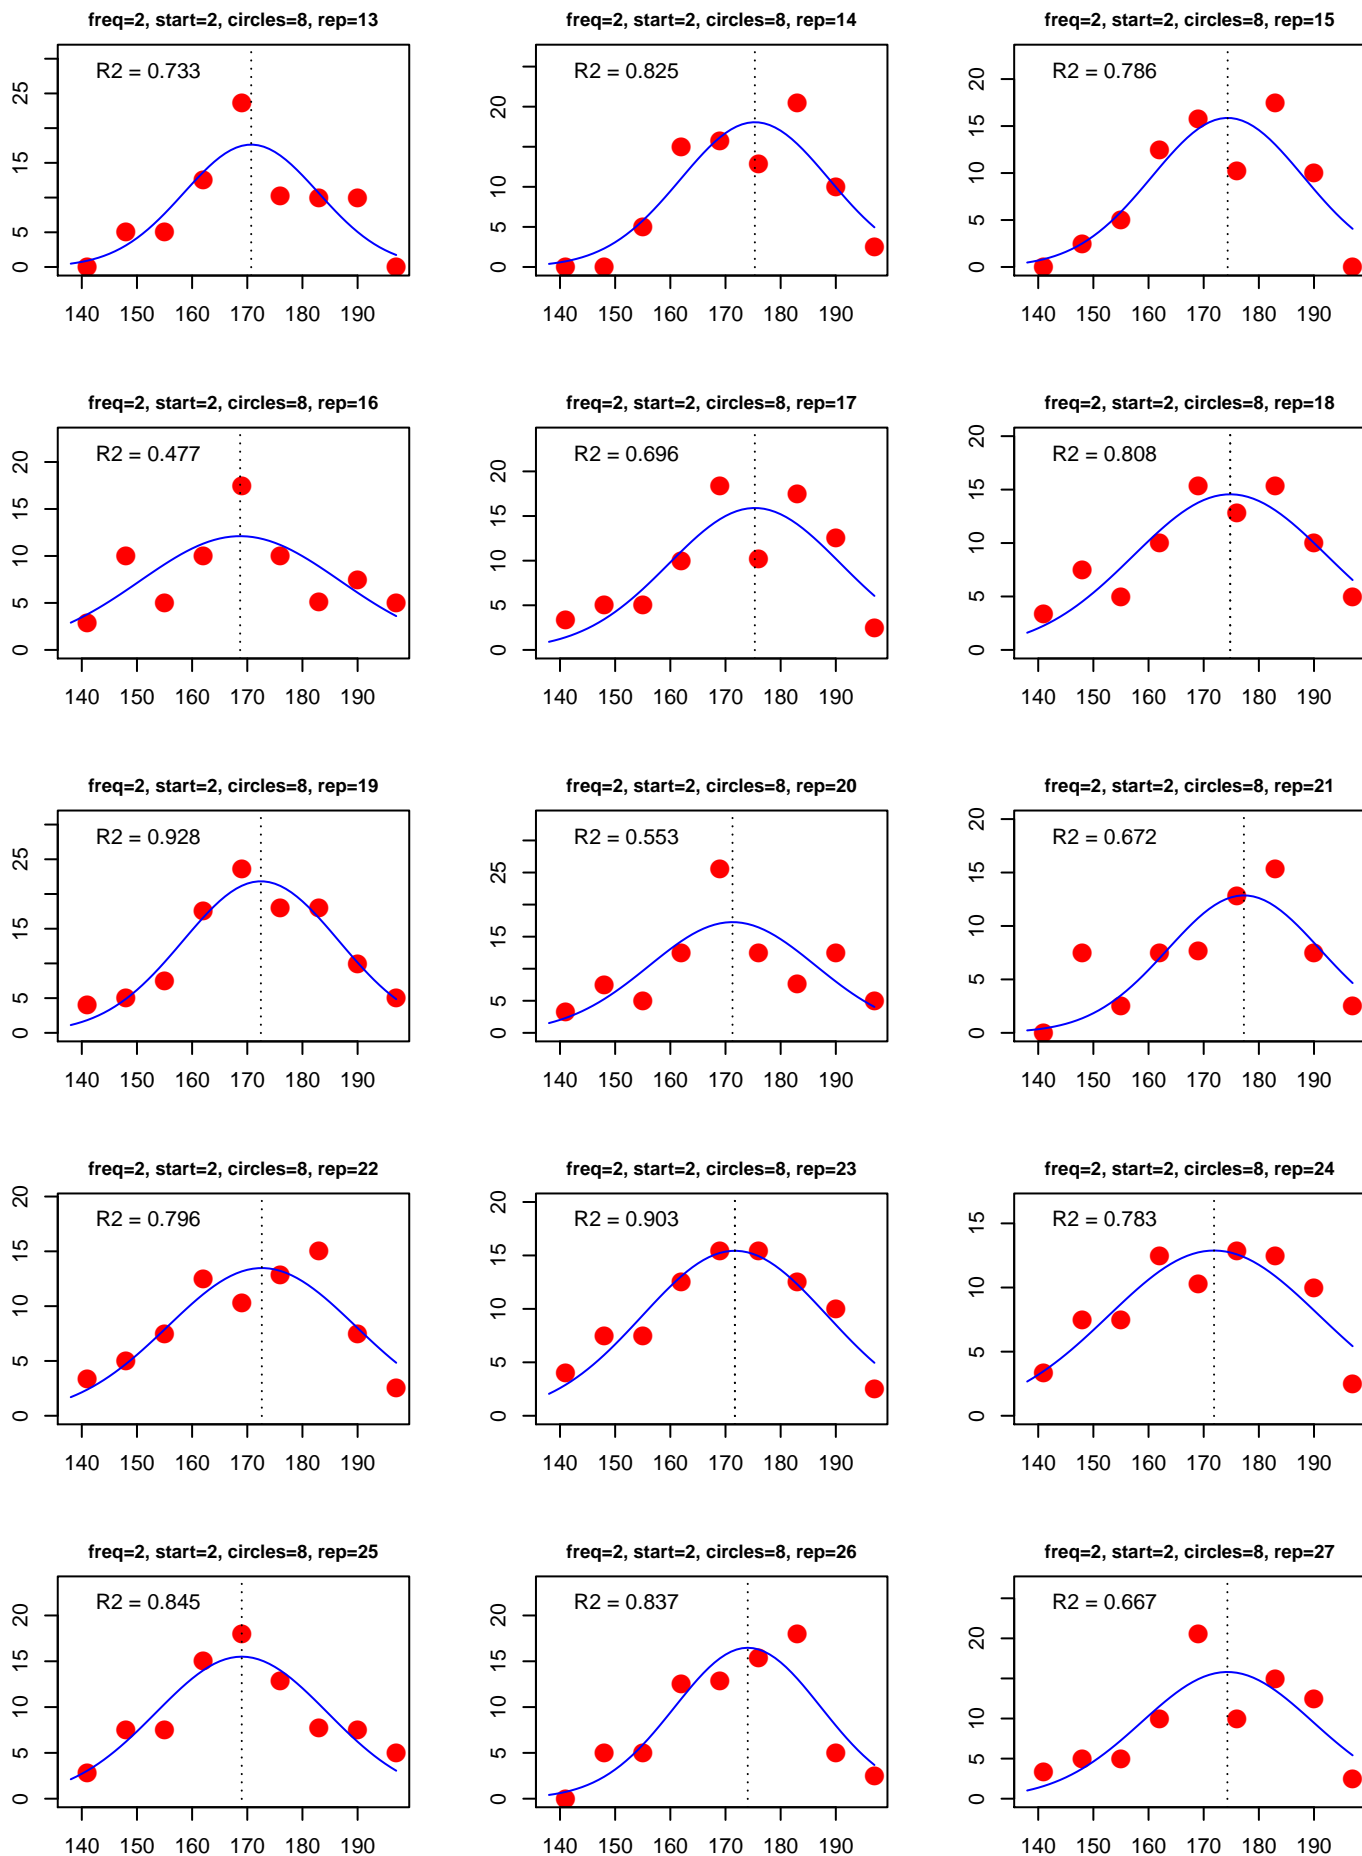 freq=2, start=2, circles=8, rep=13
R2 = 0.733
0 5 15 25
140 150 160 170 180 190
freq=2, start=2, circles=8, rep=14
R2 = 0.825
0 5 10 20
140 150 160 170 180 190
freq=2, start=2, circles=8, rep=15
R2 = 0.786
0 5 10 15 20
140 150 160 170 180 190
freq=2, start=2, circles=8, rep=16
R2 = 0.477
0 5 10 15 20
140 150 160 170 180 190
freq=2, start=2, circles=8, rep=17
R2 = 0.696
0 5 10 15 20
140 150 160 170 180 190
freq=2, start=2, circles=8, rep=18
R2 = 0.808
0 5 10 15 20
140 150 160 170 180 190
freq=2, start=2, circles=8, rep=19
R2 = 0.928
0 5 15 25
140 150 160 170 180 190
freq=2, start=2, circles=8, rep=20
R2 = 0.553
0 5 15 25
140 150 160 170 180 190
freq=2, start=2, circles=8, rep=21
R2 = 0.672
0 5 10 15 20
140 150 160 170 180 190
freq=2, start=2, circles=8, rep=22
R2 = 0.796
0 5 10 15 20
140 150 160 170 180 190
freq=2, start=2, circles=8, rep=23
R2 = 0.903
0 5 10 15 20
140 150 160 170 180 190
freq=2, start=2, circles=8, rep=24
R2 = 0.783
0 5 10 15
140 150 160 170 180 190
freq=2, start=2, circles=8, rep=25
R2 = 0.845
0 5 10 15 20
140 150 160 170 180 190
freq=2, start=2, circles=8, rep=26
R2 = 0.837
0 5 10 15 20
140 150 160 170 180 190
freq=2, start=2, circles=8, rep=27
R2 = 0.667
0 5 10 20
140 150 160 170 180 190